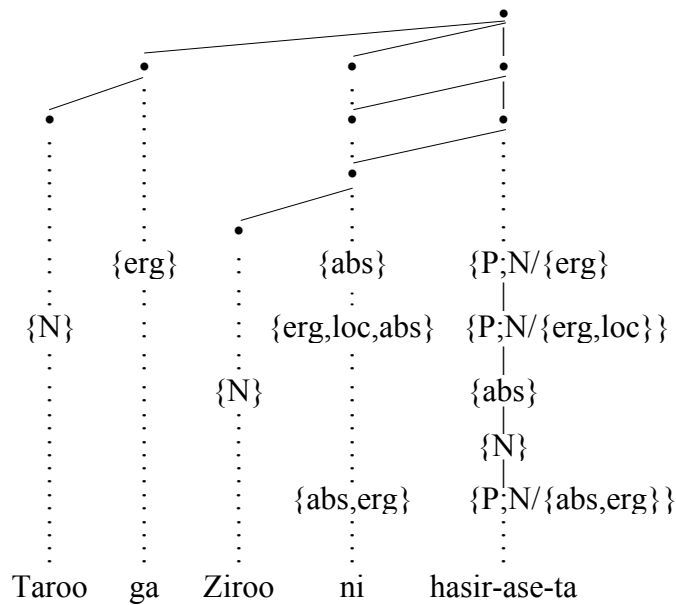 {erg} {abs} {P;N/{erg}
{N} {erg,loc,abs} {P;N/{erg,loc}}
{N} {abs}
{N}
{abs,erg} {P;N/{abs,erg}}
Taroo ga Ziroo ni hasir-ase-ta